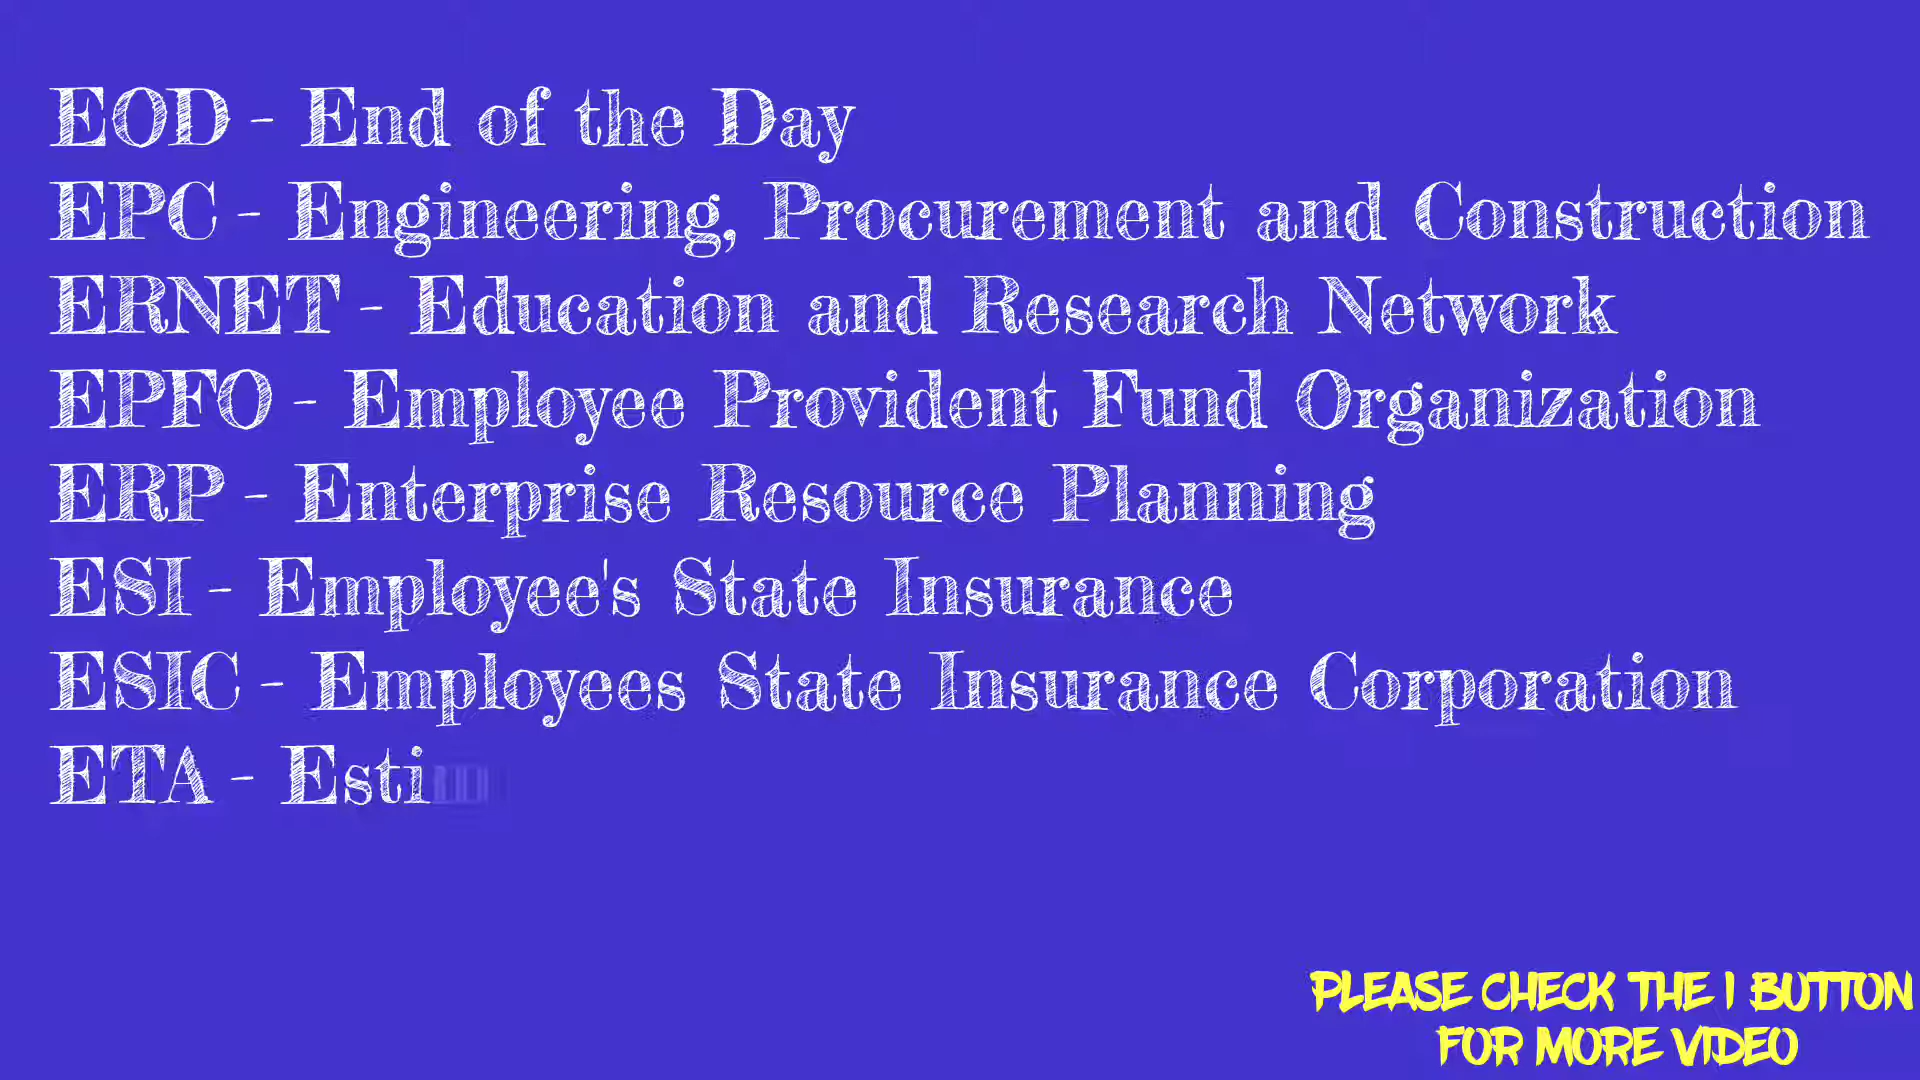 EOD - End of the Day
EPC - Engineering, Procurement and Construction
ERNET - Education and Research Network
EPFO - Employee Provident Fund Organization
ERP - Enterprise Resource Planning
ESI - Employee's State Insurance
ESIC - Employees State Insurance Corporation
ETA - Esti
PLEASE CHECK THE I BUTTON
FOR MORE VIDEO